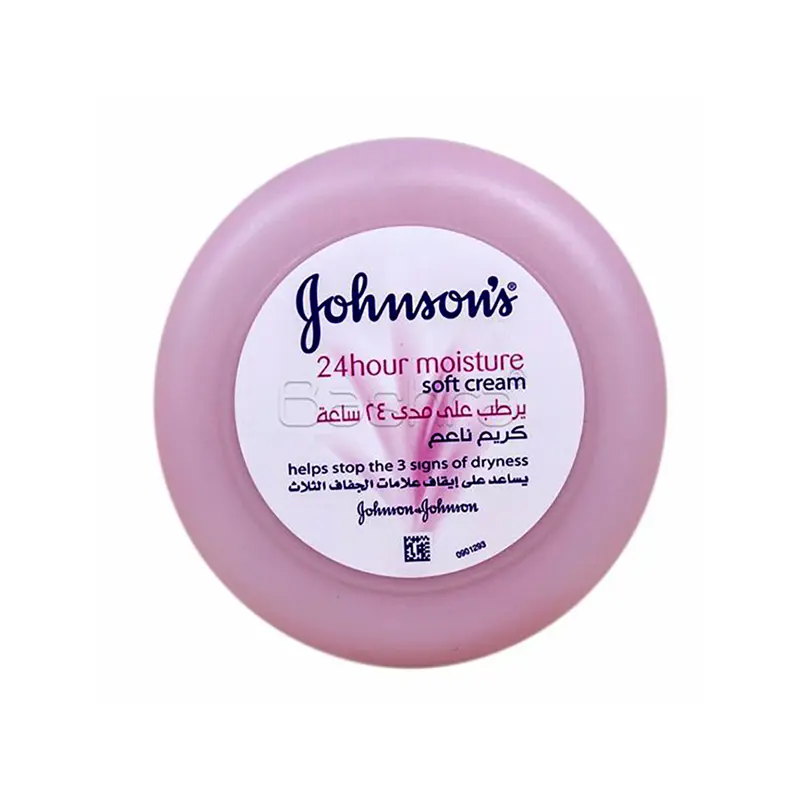 Johnson's®
24hour moisture
soft cream
يرطب على مدى ٢٤ ساعة
كريم ناعم
helps stop the 3 signs of dryness
يساعد على إيقاف علامات الجفاف الثلاث
Johnson & Johnson
0901293